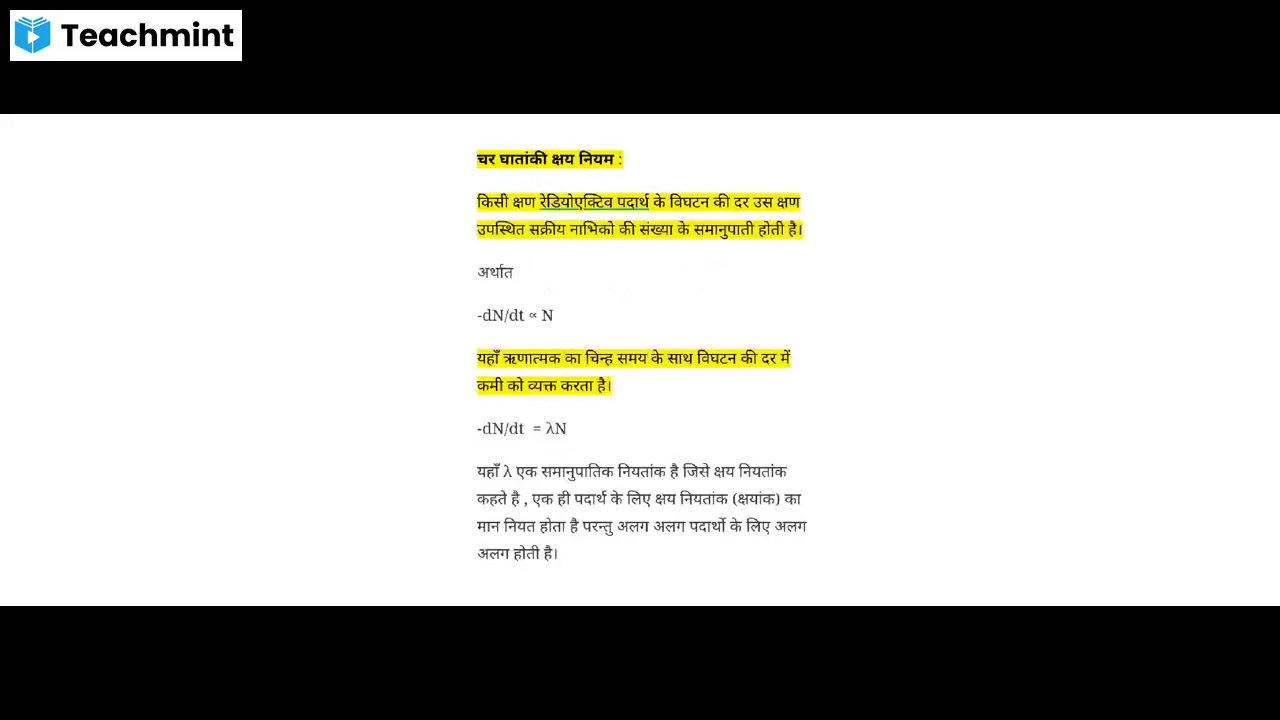 Teachmint
चर घातांकी क्षय नियम :
किसी क्षण रेडियोएक्टिव पदार्थ के विघटन की दर उस क्षण
उपस्थित सक्रीय नाभिको की संख्या के समानुपाती होती है।
अर्थात
-dN/dt ∝ N
यहाँ ऋणात्मक का चिन्ह समय के साथ विघटन की दर में
कमी को व्यक्त करता है।
-dN/dt = λN
यहाँ λ एक समानुपातिक नियतांक है जिसे क्षय नियतांक
कहते है , एक ही पदार्थ के लिए क्षय नियतांक (क्षयांक) का
मान नियत होता है परन्तु अलग अलग पदार्थो के लिए अलग
अलग होती है।